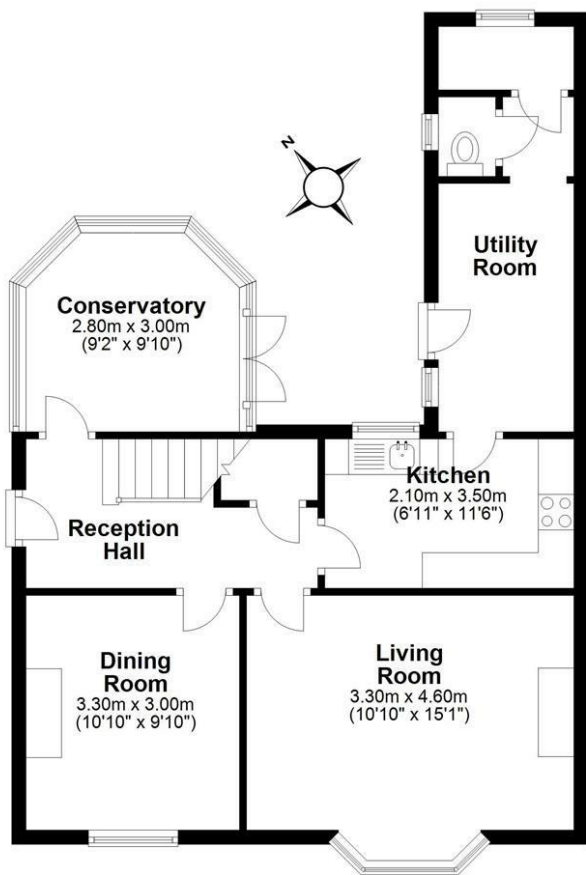 N
Utility
Room
Conservatory
2.80m x 3.00m
(9'2" x 9'10")
Kitchen
2.10m x 3.50m
(6'11" x 11'6")
Reception
Hall
Dining
Room
3.30m x 3.00m
(10'10" x 9'10")
Living
Room
3.30m x 4.60m
(10'10" x 15'1")